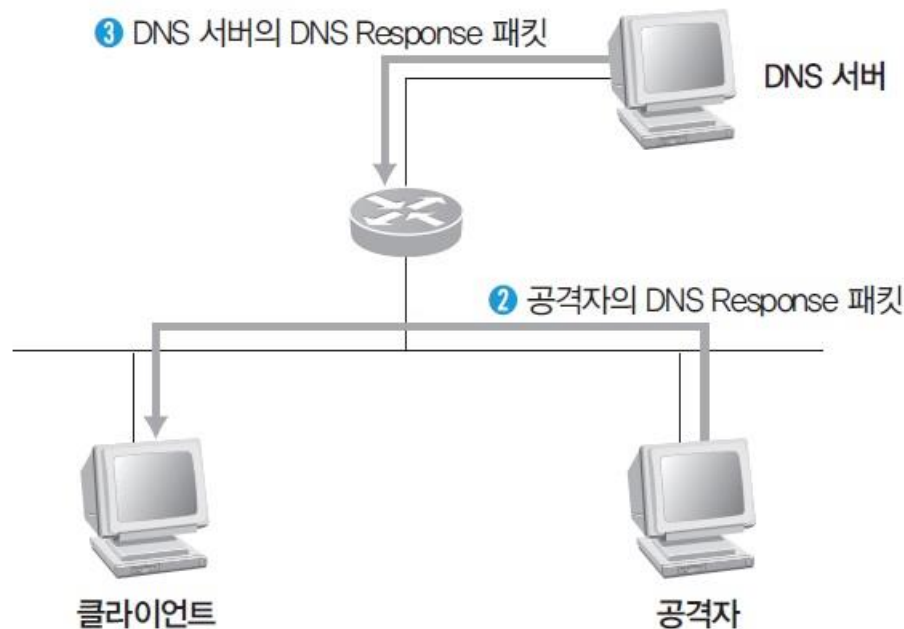 ❸ DNS 서버의 DNS Response 패킷
DNS 서버
❷ 공격자의 DNS Response 패킷
클라이언트
공격자